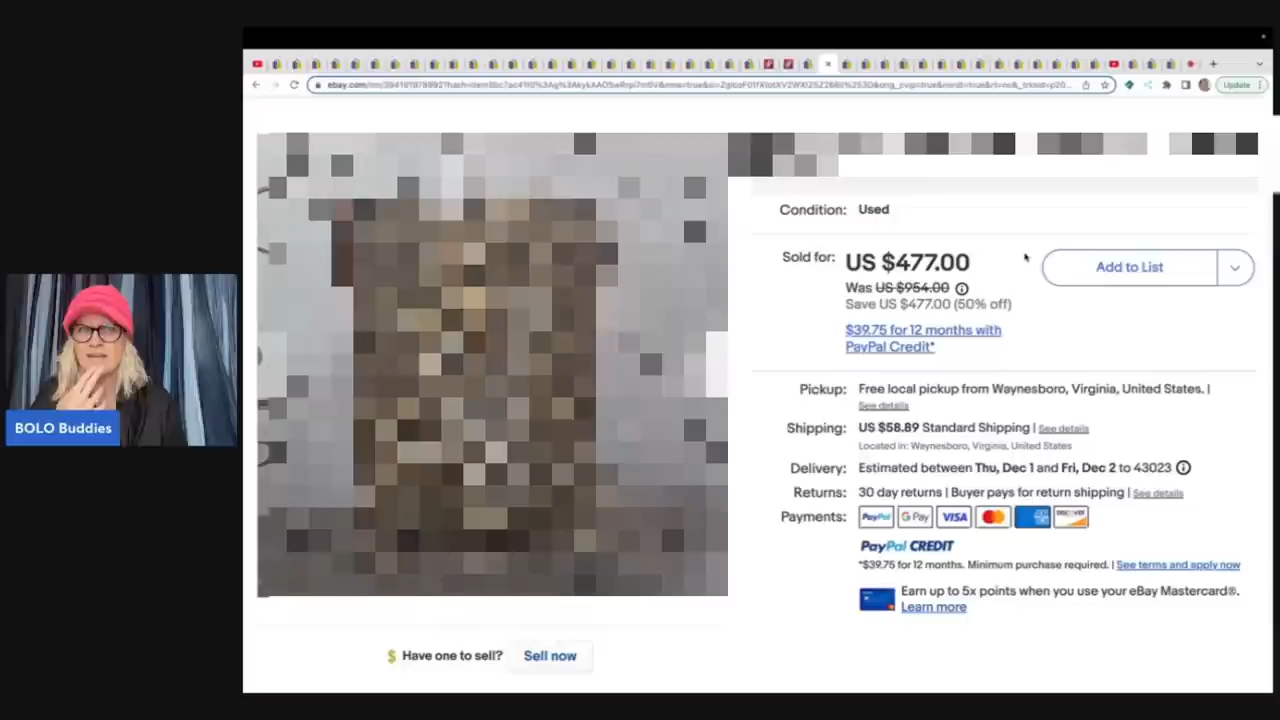 Update
Condition: Used
Sold for: US $477.00
Was US $954.00
Save US $477.00 (50% off)
Add to List
$39.75 for 12 months with
PayPal Credit*
Pickup: Free local pickup from Waynesboro, Virginia, United States. |
See details
Shipping: US $58.89 Standard Shipping | See details
Located in: Waynesboro, Virginia, United States
Delivery: Estimated between Thu, Dec 1 and Fri, Dec 2 to 43023
Returns: 30 day returns | Buyer pays for return shipping | See details
Payments: PayPal G Pay VISA DISCOVER
PayPal CREDIT
*$39.75 for 12 months. Minimum purchase required. | See terms and apply now
Earn up to 5x points when you use your eBay Mastercard®.
Learn more
BOLO Buddies
$ Have one to sell? Sell now